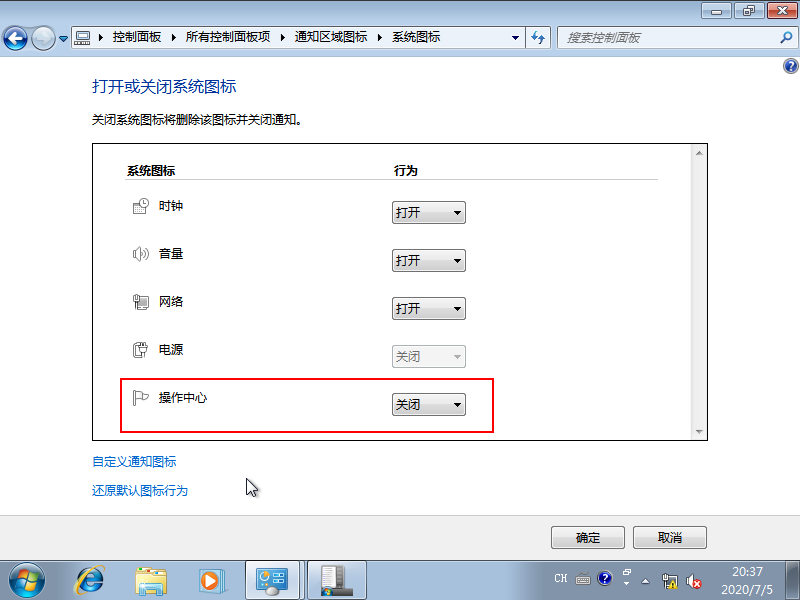 控制面板 所有控制面板项 通知区域图标 系统图标
搜索控制面板
打开或关闭系统图标
关闭系统图标将删除该图标并关闭通知。
系统图标 行为
时钟 打开
音量 打开
网络 打开
电源 关闭
操作中心 关闭
自定义通知图标
还原默认图标行为
确定 取消
CH 20:37
2020/7/5